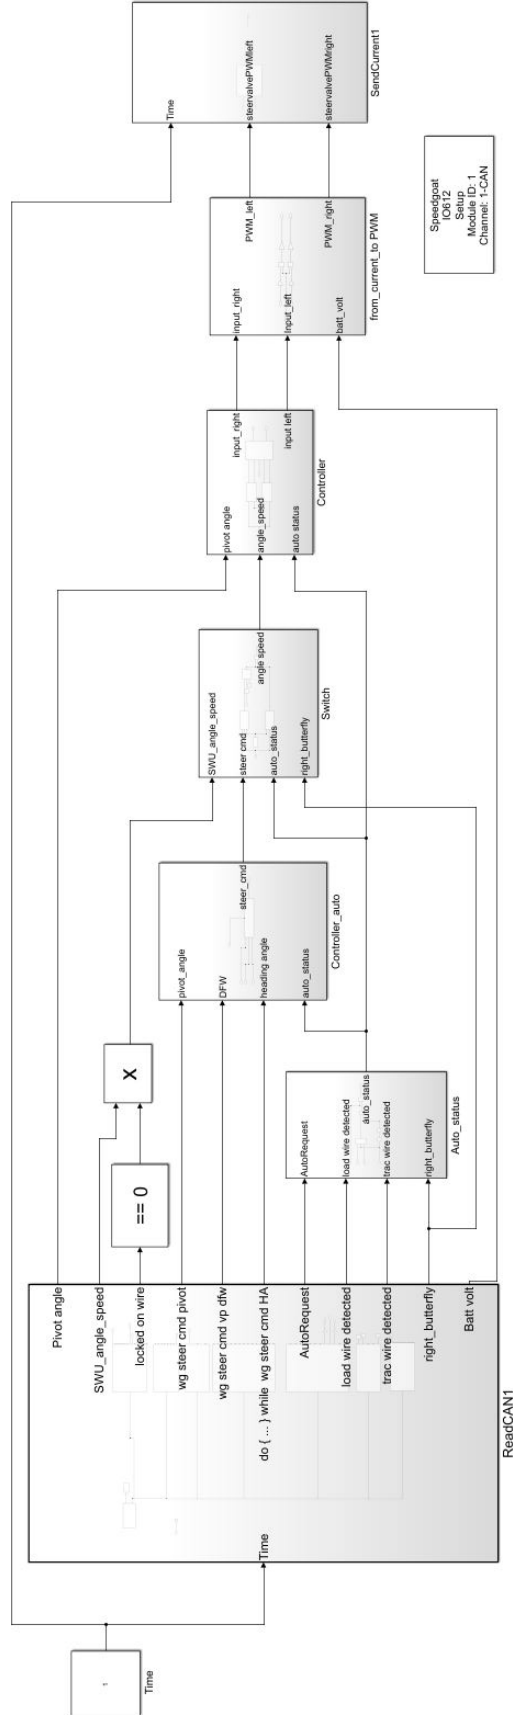 1
Time
Time
do { ... } while
Pivot angle
SWU_angle_speed
locked on wire
wg steer cmd pivot
wg steer cmd vp dfw
wg steer cmd HA
AutoRequest
load wire detected
trac wire detected
right_butterfly
Batt volt
ReadCAN1
== 0
X
AutoRequest
load wire detected
trac wire detected
right_butterfly
auto_status
Auto_status
pivot_angle
DFW
heading angle
auto_status
steer_cmd
Controller_auto
SWU_angle_speed
steer cmd
auto_status
right_butterfly
angle speed
Switch
pivot angle
angle_speed
auto status
input_right
input left
Controller
input_right
Input_left
batt_volt
PWM_left
PWM_right
from_current_to PWM
Time
steervalvePWMleft
steervalvePWMright
SendCurrent1
Speedgoat
IO612
Setup
Module ID: 1
Channel: 1-CAN